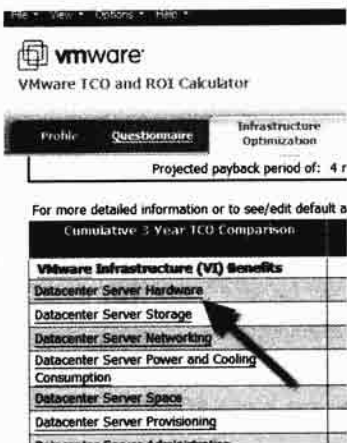 File View Options Help
vmware
VMware TCO and ROI Calculator
Profile Questionnaire Infrastructure
Optimization
Projected payback period of: 4
For more detailed information or to see/edit default a
Cumulative 3 Year TCO Comparison
VMware Infrastructure (VI) Benefits
Datacenter Server Hardware
Datacenter Server Storage
Datacenter Server Networking
Datacenter Server Power and Cooling
Consumption
Datacenter Server Space
Datacenter Server Provisioning